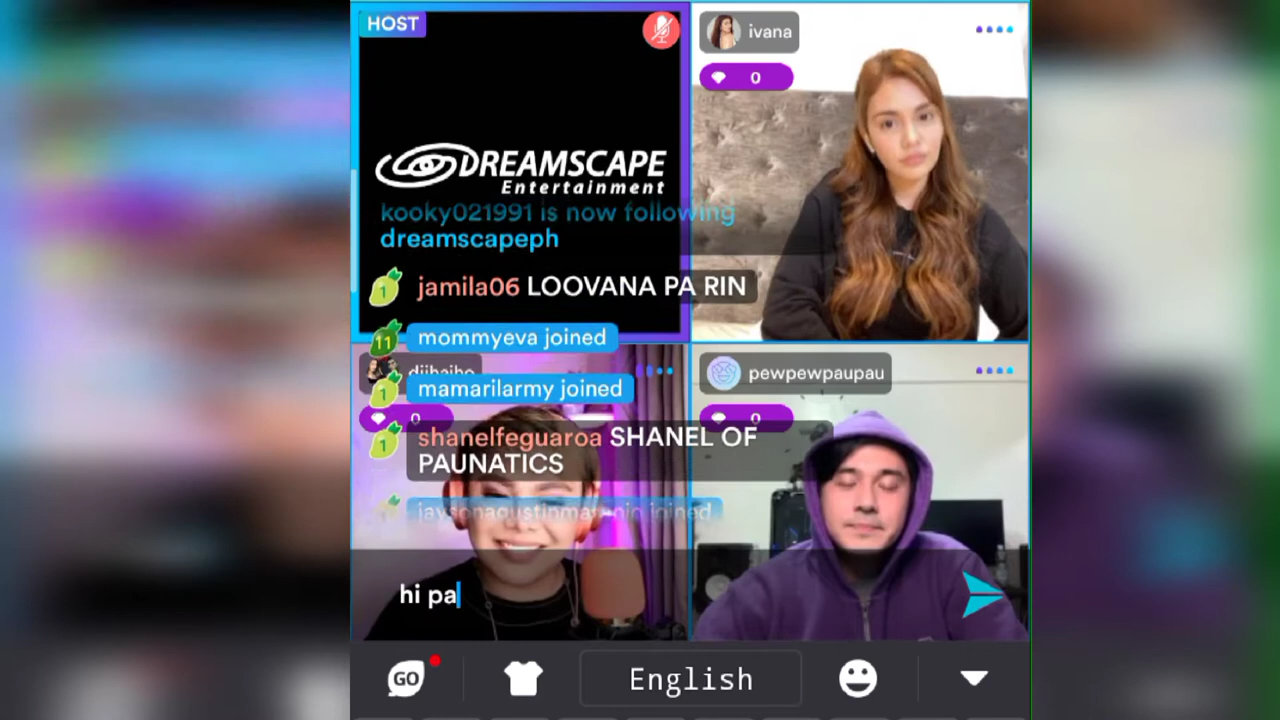 HOST
ivana
0
DREAMSCAPE
Entertainment
kooky021991 is now following
dreamscapeph
1
jamila06 LOOVANA PA RIN
11
mommyeva joined
pewpewpaupau
1
mamarilarmy joined
0
0
1
shanelfeguaroa SHANEL OF
PAUNATICS
joined
hi pa
GO
English